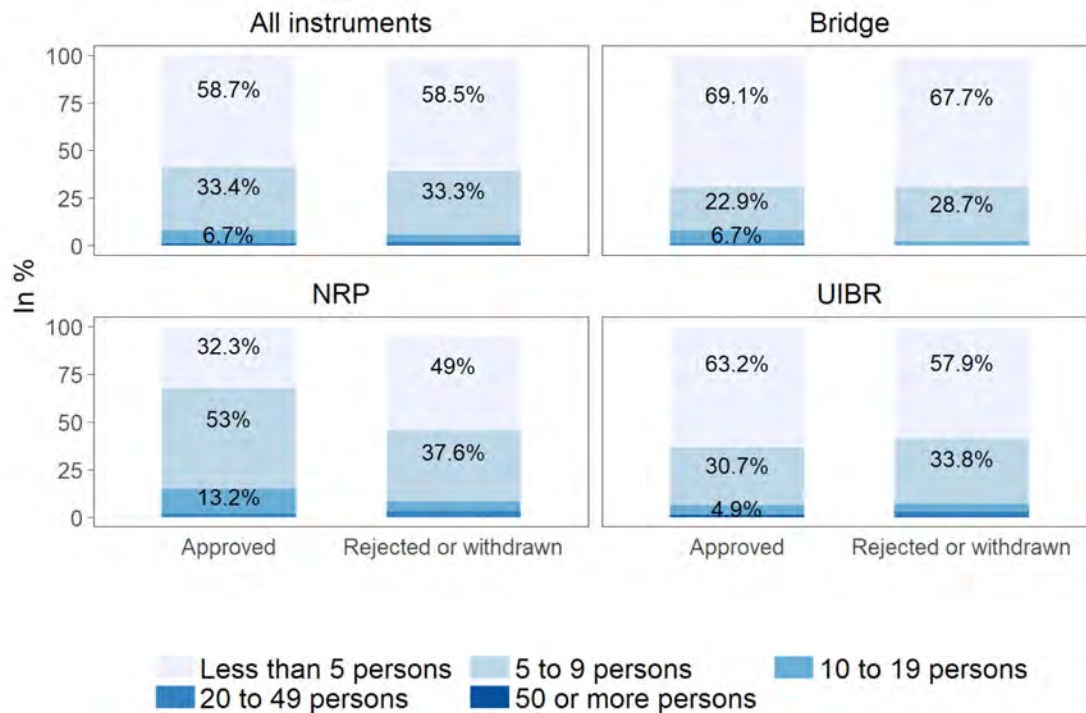 All instruments
Bridge
100
75
50
25
0
58.7%
33.4%
6.7%
58.5%
33.3%
69.1%
22.9%
6.7%
67.7%
28.7%
In %
NRP
UIBR
100
75
50
25
0
32.3%
53%
13.2%
49%
37.6%
63.2%
30.7%
4.9%
57.9%
33.8%
Approved
Rejected or withdrawn
Approved
Rejected or withdrawn
Less than 5 persons
5 to 9 persons
10 to 19 persons
20 to 49 persons
50 or more persons